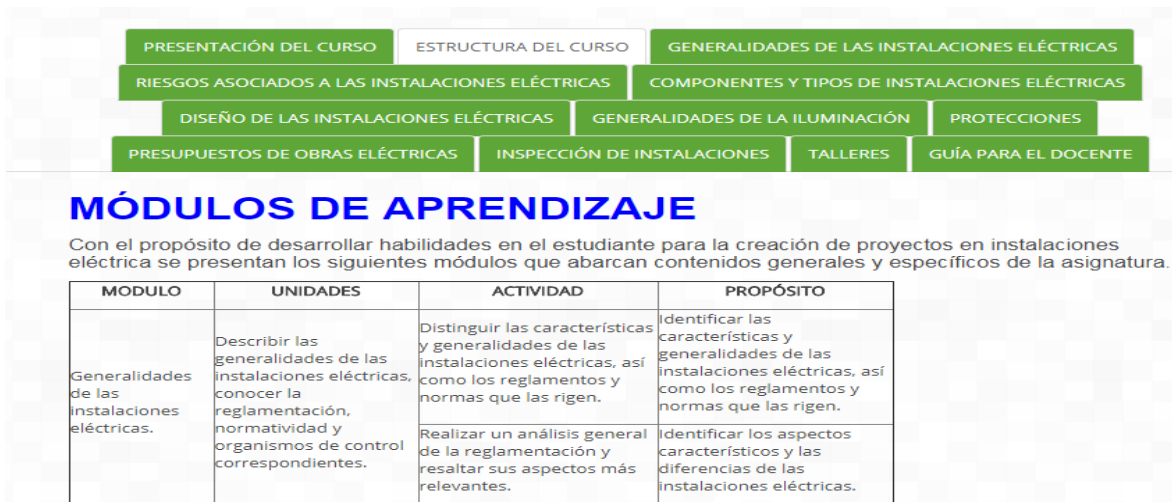 PRESENTACIÓN DEL CURSO ESTRUCTURA DEL CURSO GENERALIDADES DE LAS INSTALACIONES ELÉCTRICAS
RIESGOS ASOCIADOS A LAS INSTALACIONES ELÉCTRICAS COMPONENTES Y TIPOS DE INSTALACIONES ELÉCTRICAS
DISEÑO DE LAS INSTALACIONES ELÉCTRICAS GENERALIDADES DE LA ILUMINACIÓN PROTECCIONES
PRESUPUESTOS DE OBRAS ELÉCTRICAS INSPECCIÓN DE INSTALACIONES TALLERES GUÍA PARA EL DOCENTE
MÓDULOS DE APRENDIZAJE
Con el propósito de desarrollar habilidades en el estudiante para la creación de proyectos en instalaciones
eléctrica se presentan los siguientes módulos que abarcan contenidos generales y específicos de la asignatura.
MODULO UNIDADES ACTIVIDAD PROPÓSITO
Generalidades
de las
instalaciones
eléctricas.
Describir las
generalidades de las
instalaciones eléctricas,
conocer la
reglamentación,
normatividad y
organismos de control
correspondientes.
Distinguir las características
y generalidades de las
instalaciones eléctricas, así
como los reglamentos y
normas que las rigen.
Identificar las
características y
generalidades de las
instalaciones eléctricas, así
como los reglamentos y
normas que las rigen.
Realizar un análisis general
de la reglamentación y
resaltar sus aspectos más
relevantes.
Identificar los aspectos
característicos y las
diferencias de las
instalaciones eléctricas.